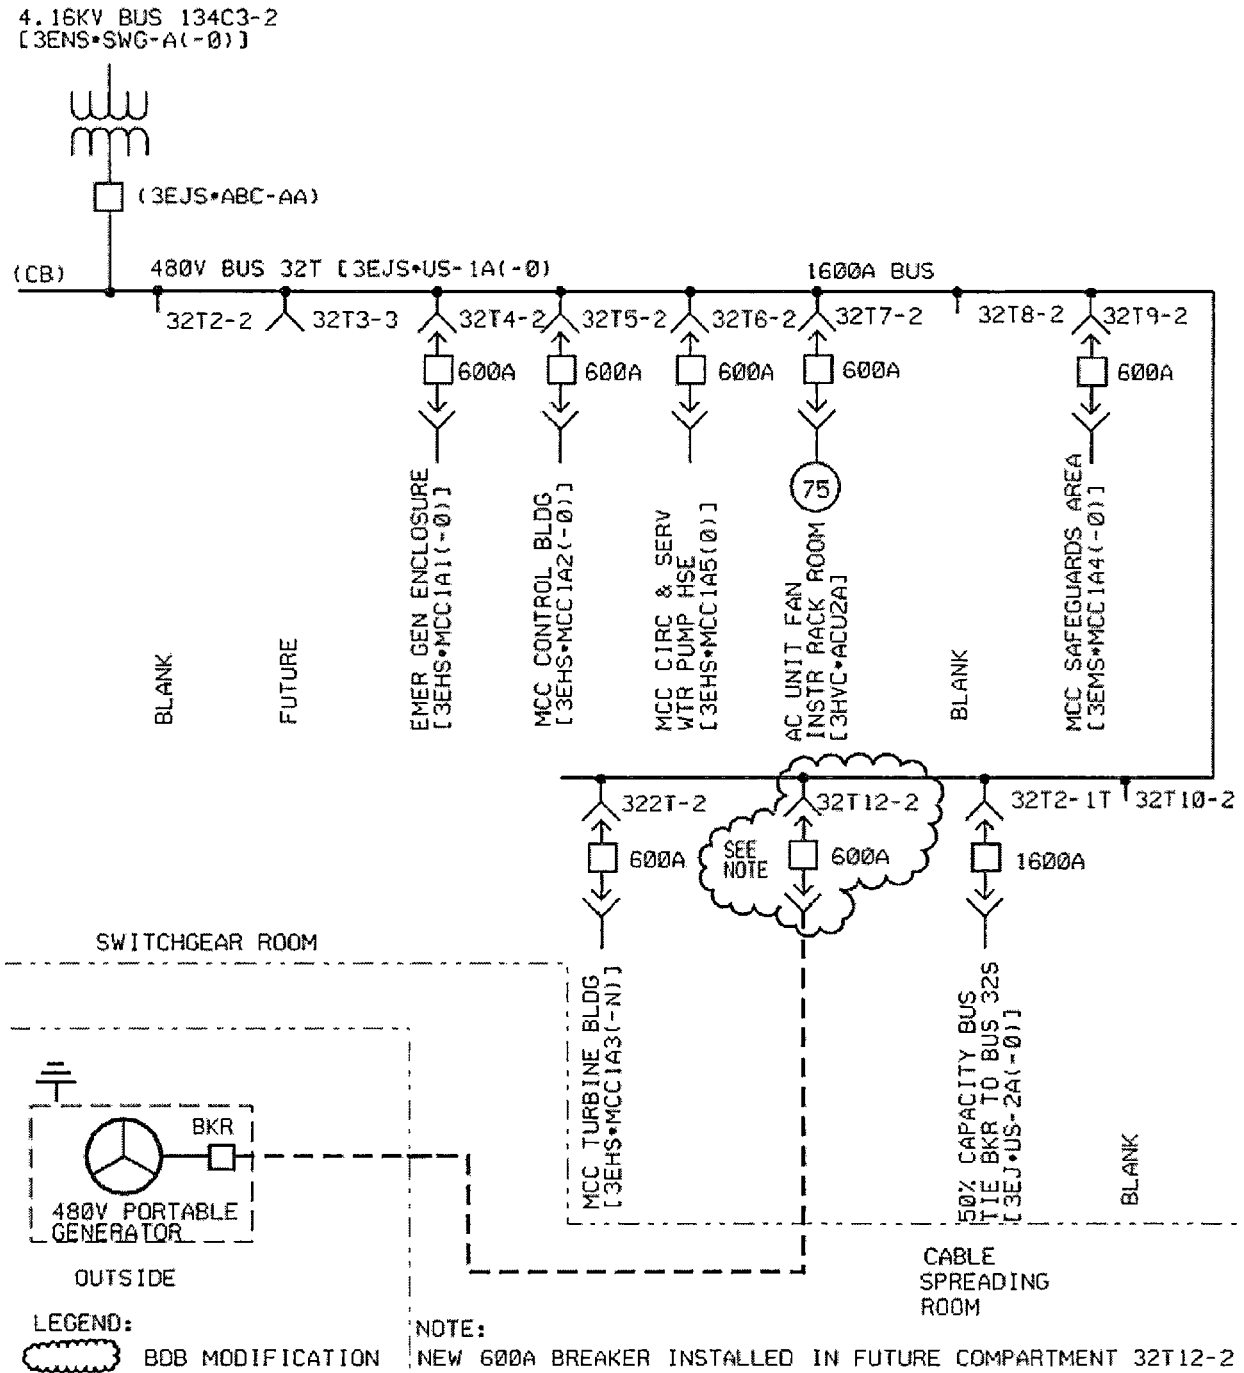 4.16KV BUS 134C3-2
[3ENS•SWG-A(-0)]
(3EJS•ABC-AA)
(CB)
480V BUS 32T [3EJS•US-1A(-0)
1600A BUS
32T2-2
32T3-3
32T4-2
32T5-2
32T6-2
32T7-2
32T8-2
32T9-2
600A
600A
600A
600A
600A
75
BLANK
FUTURE
EMER GEN ENCLOSURE
[3EHS•MCC1A1(-0)]
MCC CONTROL BLDG
[3EHS•MCC1A2(-0)]
MCC CIRC & SERV
WTR PUMP HSE
[3EHS•MCC1A5(0)]
AC UNIT FAN
INSTR RACK ROOM
[3HVC•ACU2A]
BLANK
MCC SAFEGUARDS AREA
[3EMS•MCC1A4(-0)]
322T-2
32T12-2
32T2-1T
32T10-2
600A
SEE
NOTE
600A
1600A
SWITCHGEAR ROOM
MCC TURBINE BLDG
[3EHS•MCC1A3(-N)]
50% CAPACITY BUS
TIE BKR TO BUS 32S
[3EJ•US-2A(-0)]
BLANK
BKR
480V PORTABLE
GENERATOR
OUTSIDE
CABLE
SPREADING
ROOM
LEGEND:
BDB MODIFICATION
NOTE:
NEW 600A BREAKER INSTALLED IN FUTURE COMPARTMENT 32T12-2